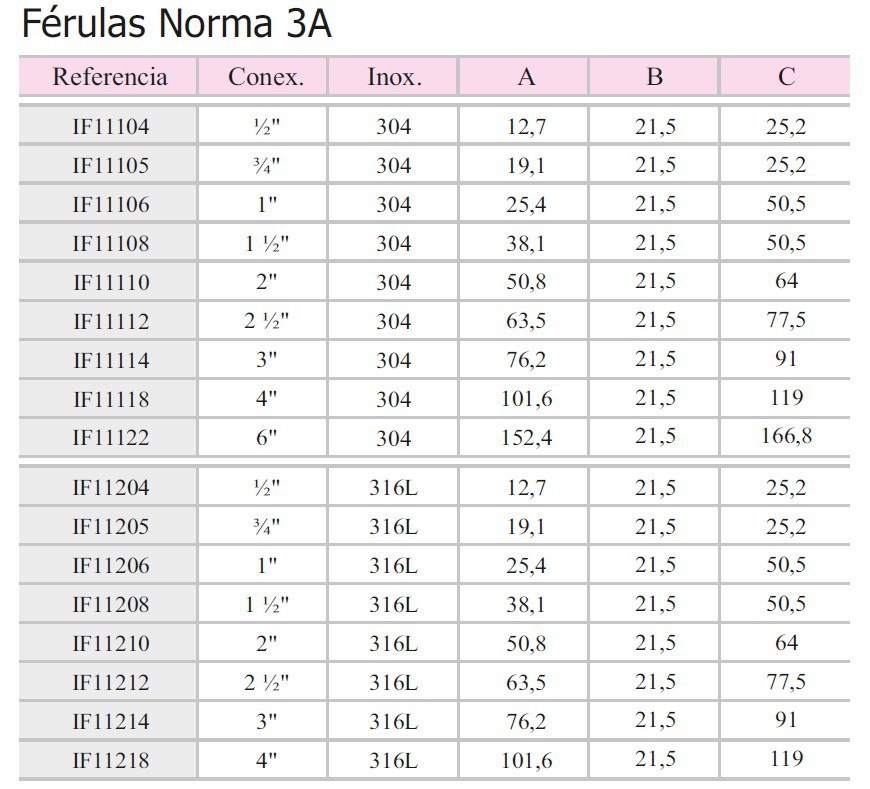 Férulas Norma 3A
Referencia Conex. Inox. A B C
IF11104 ½" 304 12,7 21,5 25,2
IF11105 ¾" 304 19,1 21,5 25,2
IF11106 1" 304 25,4 21,5 50,5
IF11108 1 ½" 304 38,1 21,5 50,5
IF11110 2" 304 50,8 21,5 64
IF11112 2 ½" 304 63,5 21,5 77,5
IF11114 3" 304 76,2 21,5 91
IF11118 4" 304 101,6 21,5 119
IF11122 6" 304 152,4 21,5 166,8
IF11204 ½" 316L 12,7 21,5 25,2
IF11205 ¾" 316L 19,1 21,5 25,2
IF11206 1" 316L 25,4 21,5 50,5
IF11208 1 ½" 316L 38,1 21,5 50,5
IF11210 2" 316L 50,8 21,5 64
IF11212 2 ½" 316L 63,5 21,5 77,5
IF11214 3" 316L 76,2 21,5 91
IF11218 4" 316L 101,6 21,5 119